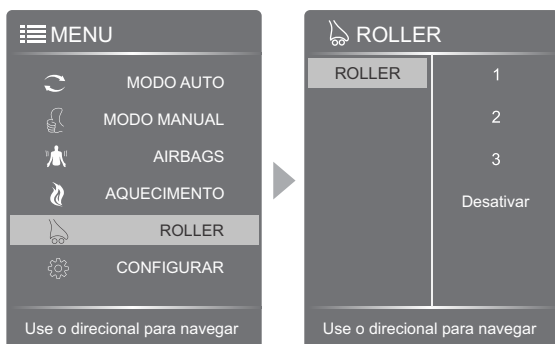 MENU
MODO AUTO
MODO MANUAL
AIRBAGS
AQUECIMENTO
ROLLER
CONFIGURAR
Use o direcional para navegar
ROLLER
ROLLER
1
2
3
Desativar
Use o direcional para navegar